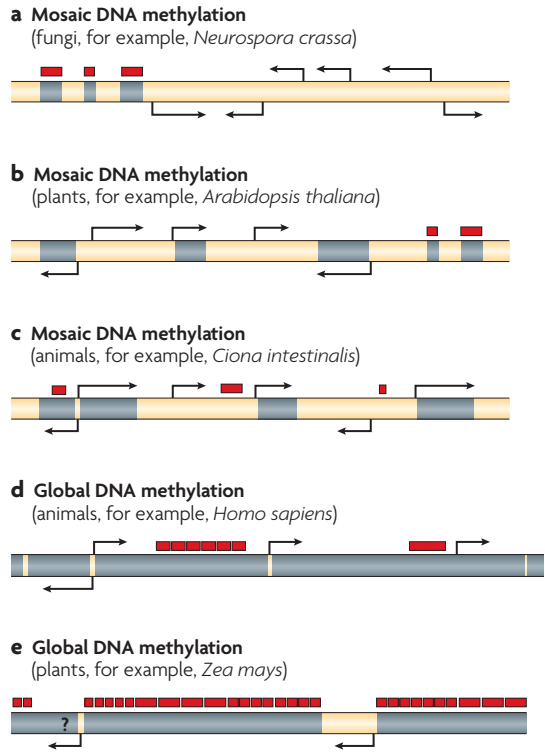 a Mosaic DNA methylation
(fungi, for example, Neurospora crassa)
b Mosaic DNA methylation
(plants, for example, Arabidopsis thaliana)
c Mosaic DNA methylation
(animals, for example, Ciona intestinalis)
d Global DNA methylation
(animals, for example, Homo sapiens)
e Global DNA methylation
(plants, for example, Zea mays)
?